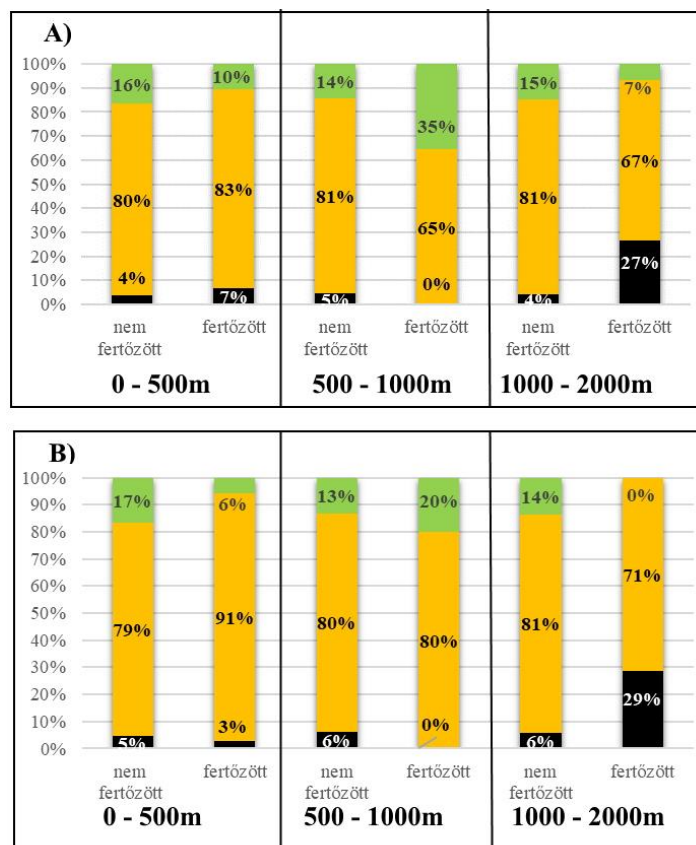 A)
100%
90%
80%
70%
60%
50%
40%
30%
20%
10%
0%
16% 10% 14% 35% 15% 7%
80% 83% 81% 65% 81% 67%
4% 7% 5% 0% 4% 27%
nem fertőzött fertőzött nem fertőzött fertőzött nem fertőzött fertőzött
0 - 500m 500 - 1000m 1000 - 2000m
B)
100%
90%
80%
70%
60%
50%
40%
30%
20%
10%
0%
17% 6% 13% 20% 14% 0%
79% 91% 80% 80% 81% 71%
5% 3% 6% 0% 6% 29%
nem fertőzött fertőzött nem fertőzött fertőzött nem fertőzött fertőzött
0 - 500m 500 - 1000m 1000 - 2000m